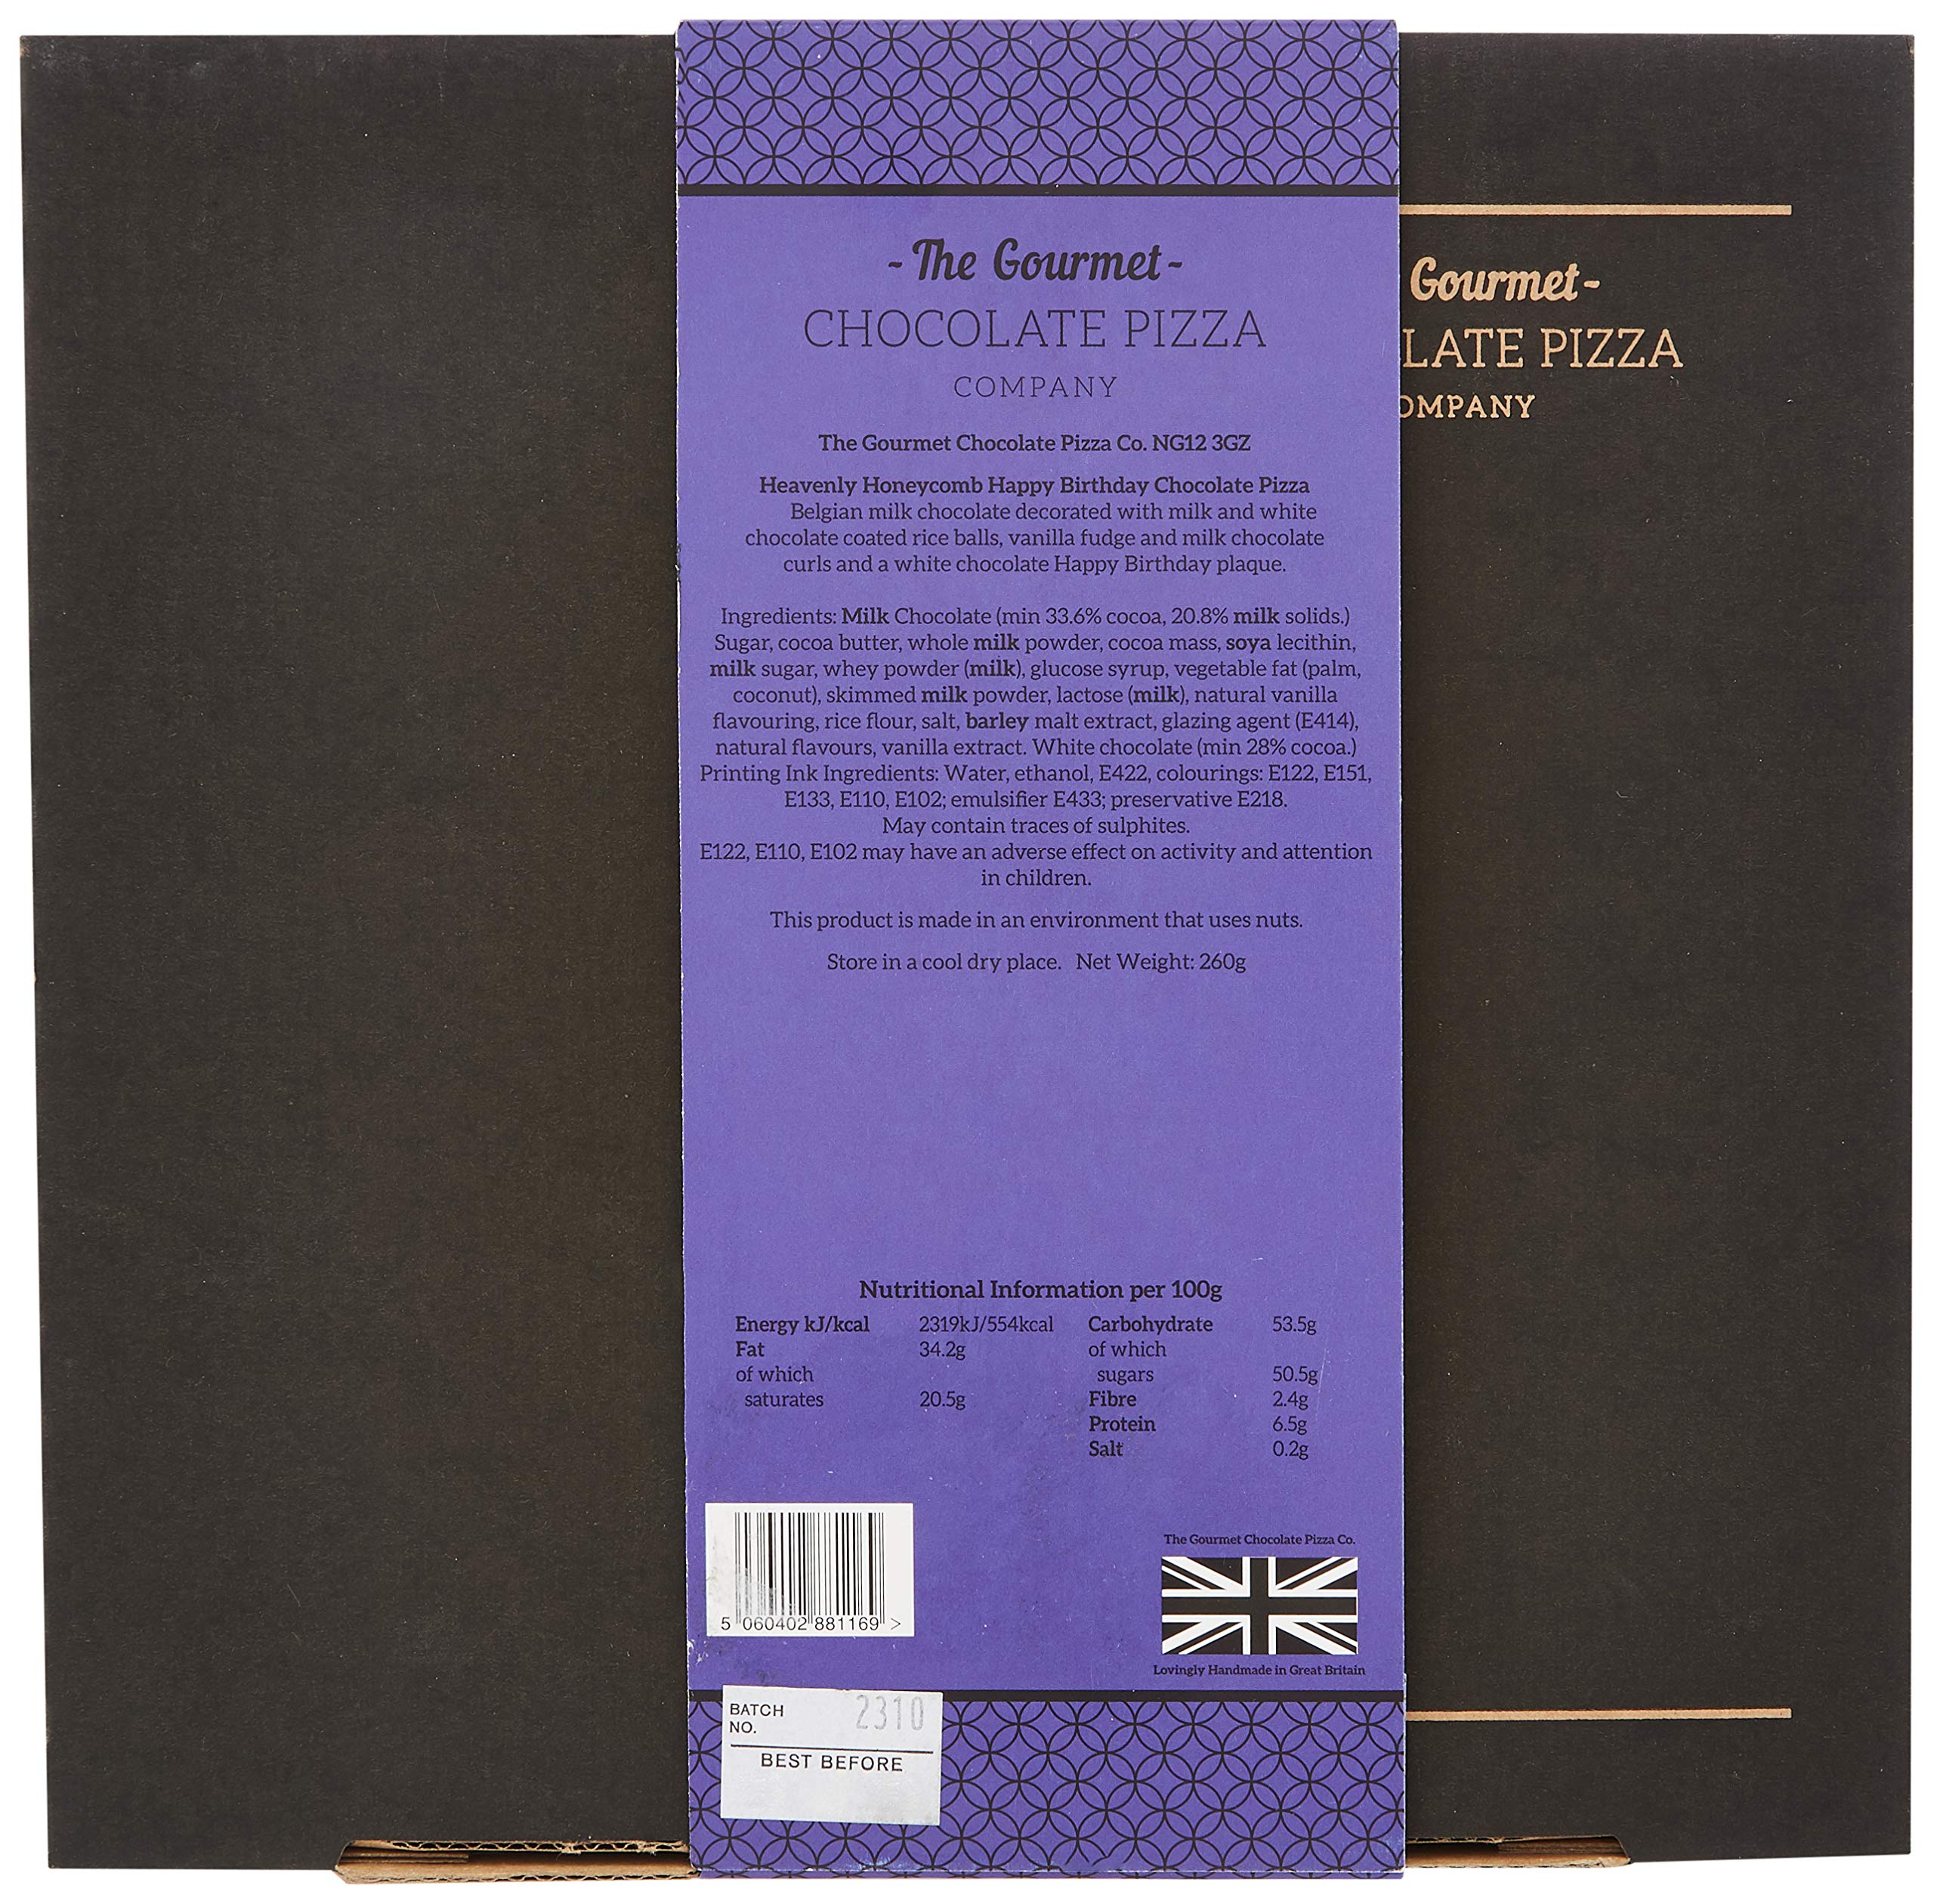 - The Gourmet -
CHOCOLATE PIZZA
COMPANY
The Gourmet Chocolate Pizza Co. NG12 3GZ
Heavenly Honeycomb Happy Birthday Chocolate Pizza
Belgian milk chocolate decorated with milk and white
chocolate coated rice balls, vanilla fudge and milk chocolate
curls and a white chocolate Happy Birthday plaque.
Ingredients: Milk Chocolate (min 33.6% cocoa, 20.8% milk solids.)
Sugar, cocoa butter, whole milk powder, cocoa mass, soya lecithin,
milk sugar, whey powder (milk), glucose syrup, vegetable fat (palm,
coconut), skimmed milk powder, lactose (milk), natural vanilla
flavouring, rice flour, salt, barley malt extract, glazing agent (E414),
natural flavours, vanilla extract. White chocolate (min 28% cocoa.)
Printing Ink Ingredients: Water, ethanol, E422, colourings: E122, E151,
E133, E110, E102; emulsifier E433; preservative E218.
May contain traces of sulphites.
E122, E110, E102 may have an adverse effect on activity and attention
in children.
This product is made in an environment that uses nuts.
Store in a cool dry place. Net Weight: 260g
Nutritional Information per 100g
Energy kJ/kcal 2319kJ/554kcal Carbohydrate 53.5g
Fat 34.2g of which
of which sugars 50.5g
saturates 20.5g Fibre 2.4g
Protein 6.5g
Salt 0.2g
The Gourmet Chocolate Pizza Co.
5 060402 881169 >
Lovingly Handmade in Great Britain
BATCH 2310
NO.
BEST BEFORE
Gourmet -
LATE PIZZA
OMPANY